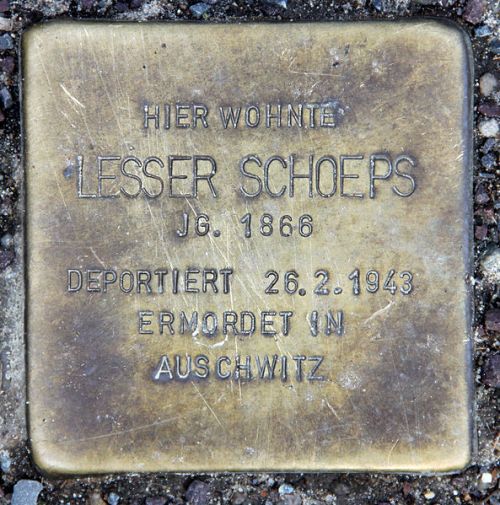 HIER WOHNTE
LESSER SCHOEPS
JG. 1866
DEPORTIERT 26.2.1943
ERMORDET IN
AUSCHWITZ